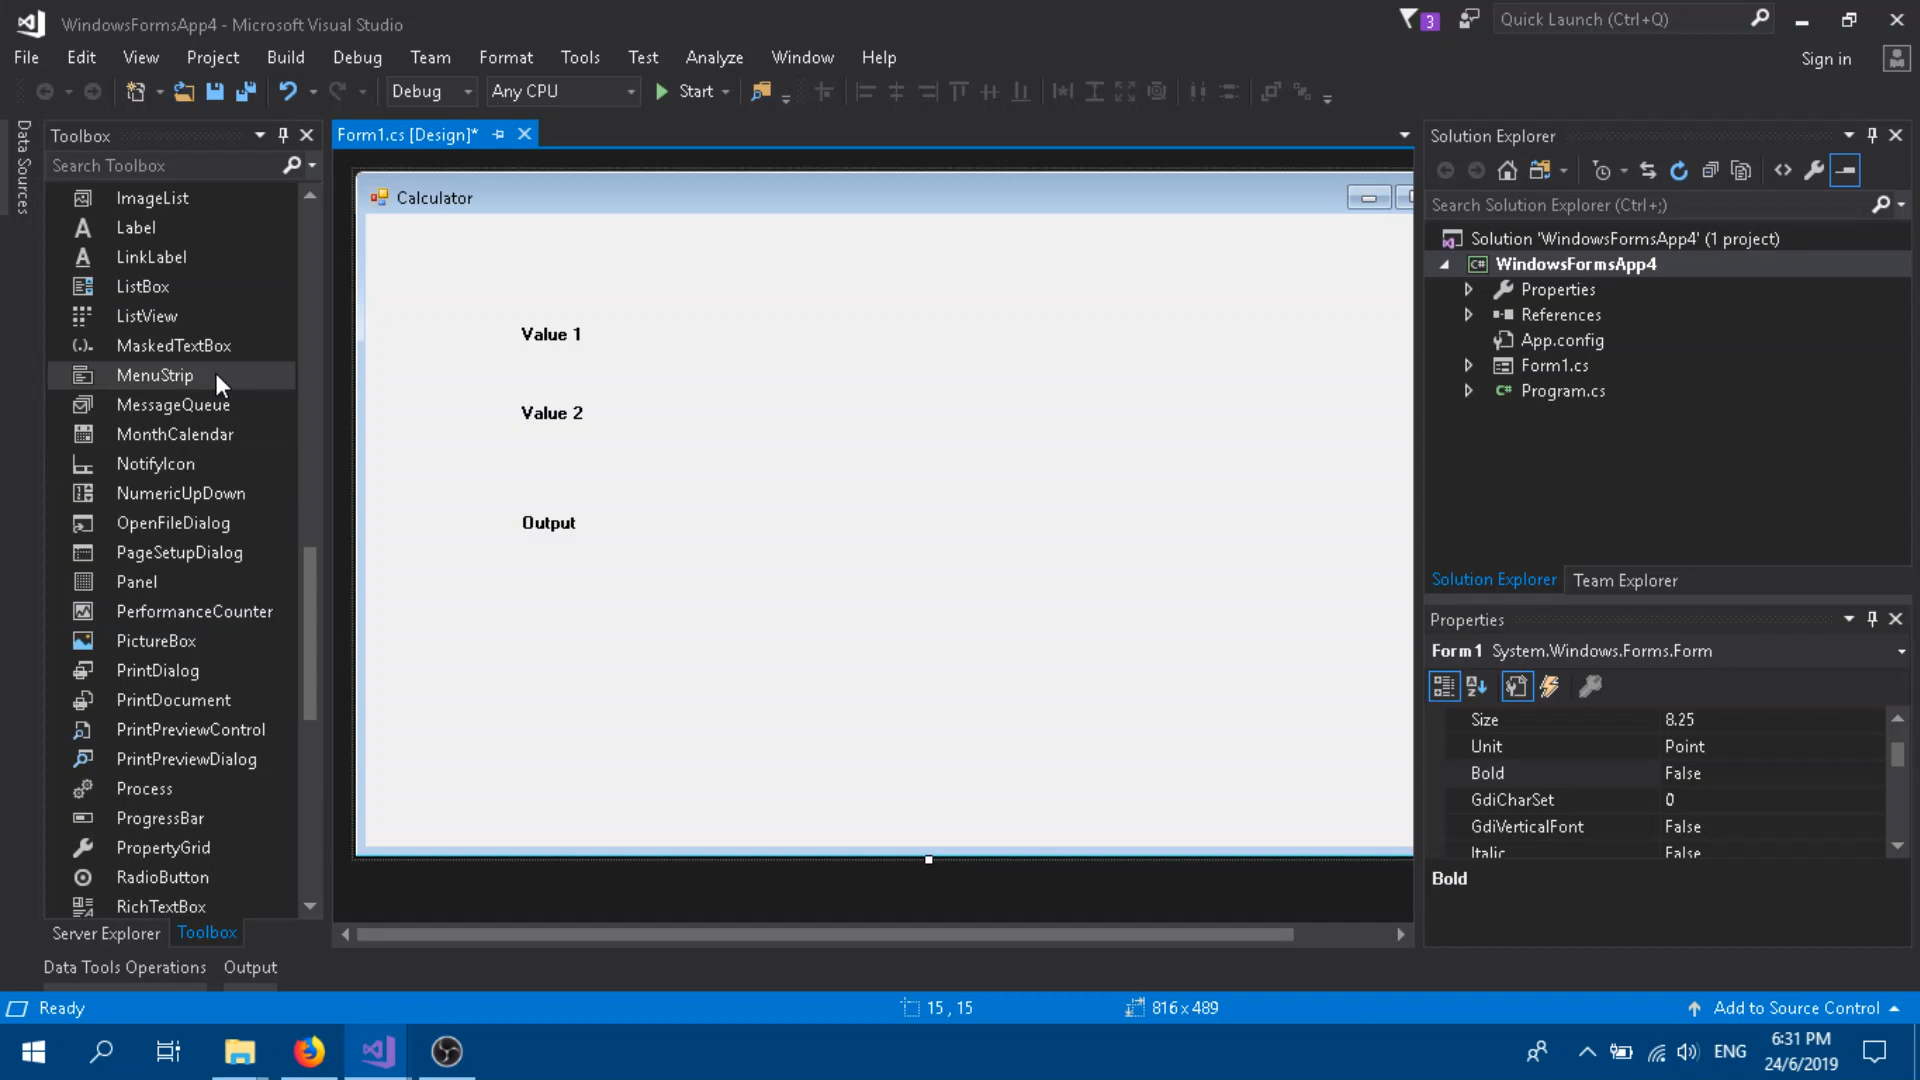 WindowsFormsApp4 - Microsoft Visual Studio
3
Quick Launch (Ctrl+Q)
File Edit View Project Build Debug Team Format Tools Test Analyze Window Help
Sign in
Debug Any CPU Start
Data Sources
Toolbox
Search Toolbox
ImageList
Label
LinkLabel
ListBox
ListView
MaskedTextBox
MenuStrip
MessageQueue
MonthCalendar
NotifyIcon
NumericUpDown
OpenFileDialog
PageSetupDialog
Panel
PerformanceCounter
PictureBox
PrintDialog
PrintDocument
PrintPreviewControl
PrintPreviewDialog
Process
ProgressBar
PropertyGrid
RadioButton
RichTextBox
Server Explorer Toolbox
Form1.cs [Design]*
Calculator
Value 1
Value 2
Output
Solution Explorer
Search Solution Explorer (Ctrl+;)
Solution 'WindowsFormsApp4' (1 project)
C# WindowsFormsApp4
Properties
References
App.config
Form1.cs
C# Program.cs
Solution Explorer Team Explorer
Properties
Form1 System.Windows.Forms.Form
Size 8.25
Unit Point
Bold False
GdiCharSet 0
GdiVerticalFont False
Italic False
Bold
Data Tools Operations Output
Ready
15 , 15
816 x 489
Add to Source Control
ENG
6:31 PM
24/6/2019